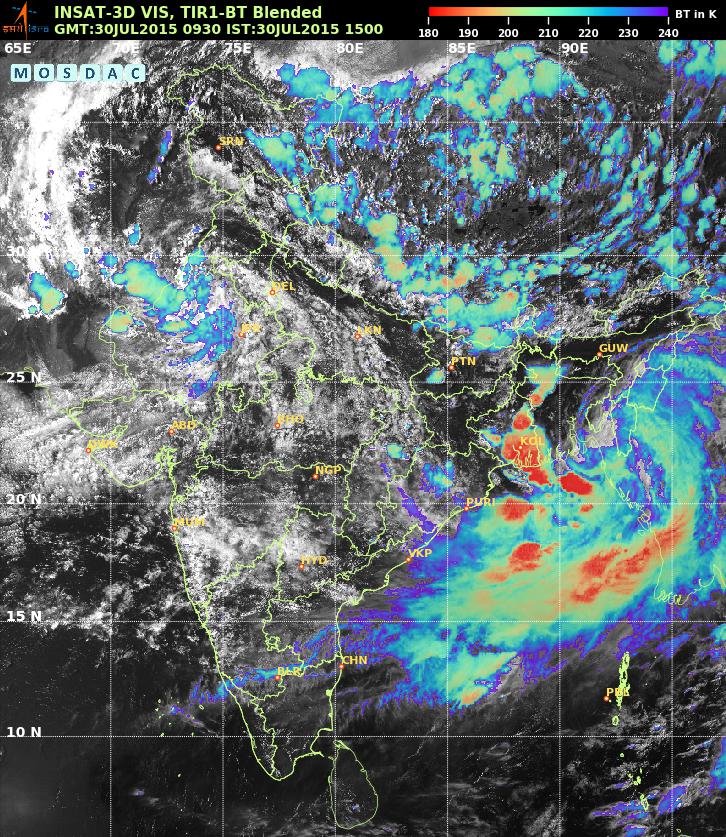 INSAT-3D VIS, TIR1-BT Blended
GMT:30JUL2015 0930 IST:30JUL2015 1500
BT in K
180 190 200 210 220 230 240
65E 70E 75E 80E 85E 90E
MOSDAC
SRN
30
DEL
JPR
LKN
GUW
PTN
25 N
ABD
BHO
KOL
DWK
NGP
20 N
PURI
MUM
VKP
HYD
15 N
CHN
BLR
PBL
10 N